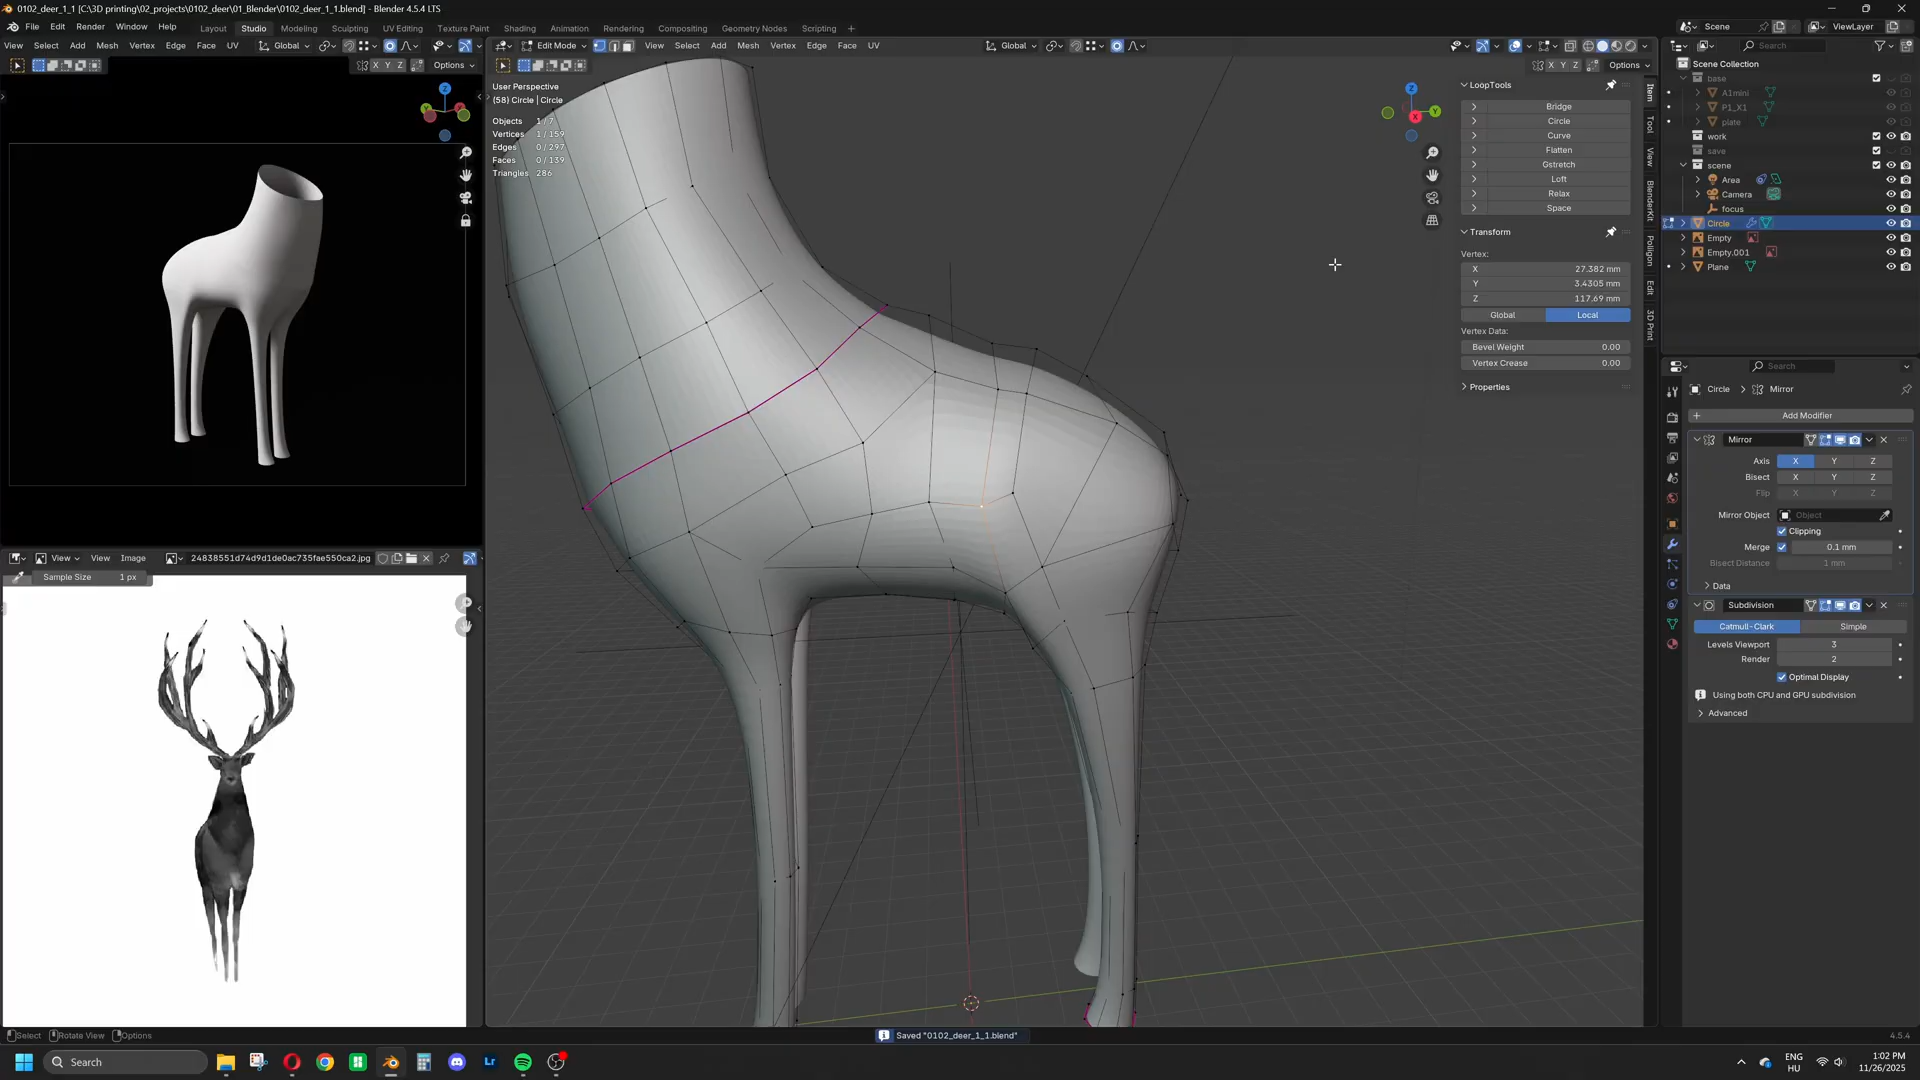 0102_deer_1_1 [C:\3D printing\02_projects\0102_deer\01_Blender\0102_deer_1_1.blend] - Blender 4.5.4 LTS
File Edit Render Window Help Layout Studio Modeling Sculpting UV Editing Texture Paint Shading Animation Rendering Compositing Geometry Nodes Scripting +
Scene ViewLayer
View Select Add Mesh Vertex Edge Face UV Global
Edit Mode View Select Add Mesh Vertex Edge Face UV Global
X Y Z Options
X Y Z Options
User Perspective
(58) Circle | Circle
Objects 1/7
Vertices 1/159
Edges 0/297
Faces 0/139
Triangles 286
LoopTools
Bridge
Circle
Curve
Flatten
Gstretch
Loft
Relax
Space
Transform
Vertex:
X 27.382 mm
Y 3.4305 mm
Z 117.69 mm
Global Local
Vertex Data:
Bevel Weight 0.00
Vertex Crease 0.00
Properties
Item
Tool
View
BlenderKit
Poliigon
Edit
3D Print
Search
Scene Collection
base
A1mini
P1_X1
plate
work
save
scene
Area
Camera
focus
Circle
Empty
Empty.001
Plane
Search
Circle > Mirror
+ Add Modifier
Mirror
Axis X Y Z
Bisect X Y Z
Flip X Y Z
Mirror Object Object
Clipping
Merge 0.1 mm
Bisect Distance 1 mm
Data
Subdivision
Catmull-Clark Simple
Levels Viewport 3
Render 2
Optimal Display
Using both CPU and GPU subdivision
Advanced
View View Image 24838551d74d9d1de0ac735fae550ca2.jpg
Sample Size 1 px
Select Rotate View Options
Saved "0102_deer_1_1.blend"
4.5.4
Search
ENG
HU
1:02 PM
11/26/2025